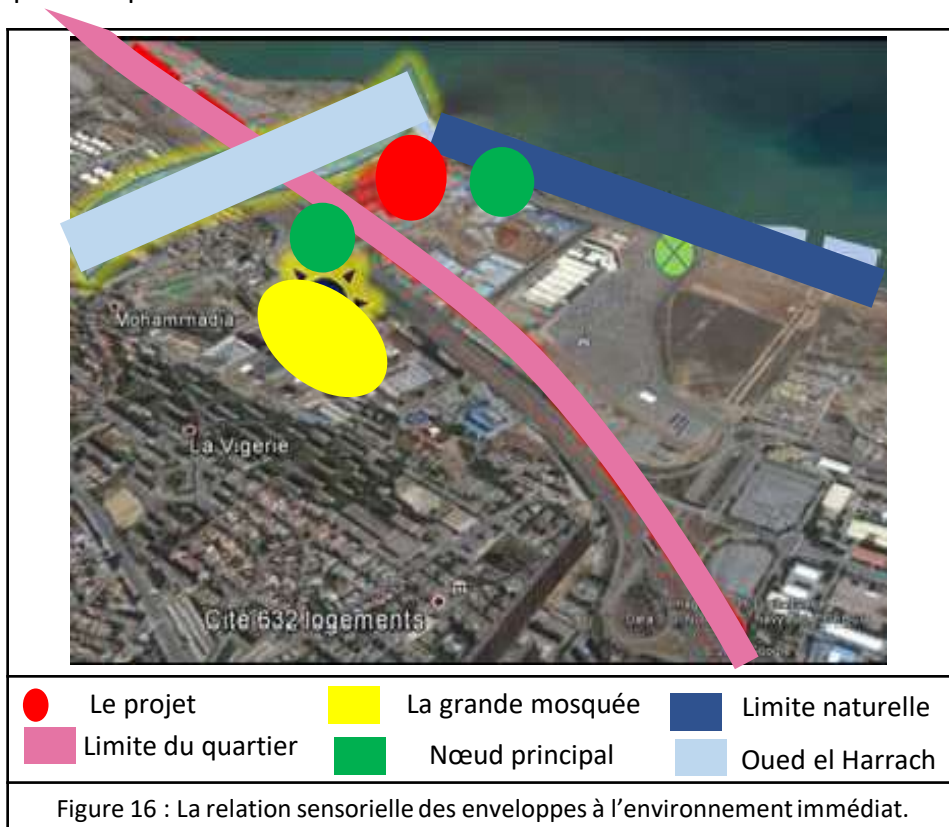 Mohammadia
La Vigerie
Cité 632 logements
Le projet
La grande mosquée
Limite naturelle
Limite du quartier
Nœud principal
Oued el Harrach
Figure 16 : La relation sensorielle des enveloppes à l’environnement immédiat.